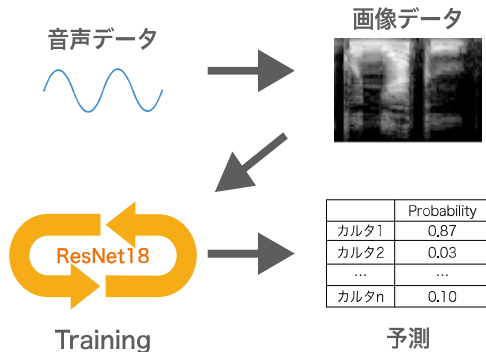 音声データ
画像データ
ResNet18
Training
Probability
カルタ1 0.87
カルタ2 0.03
... ...
カルタn 0.10
予測